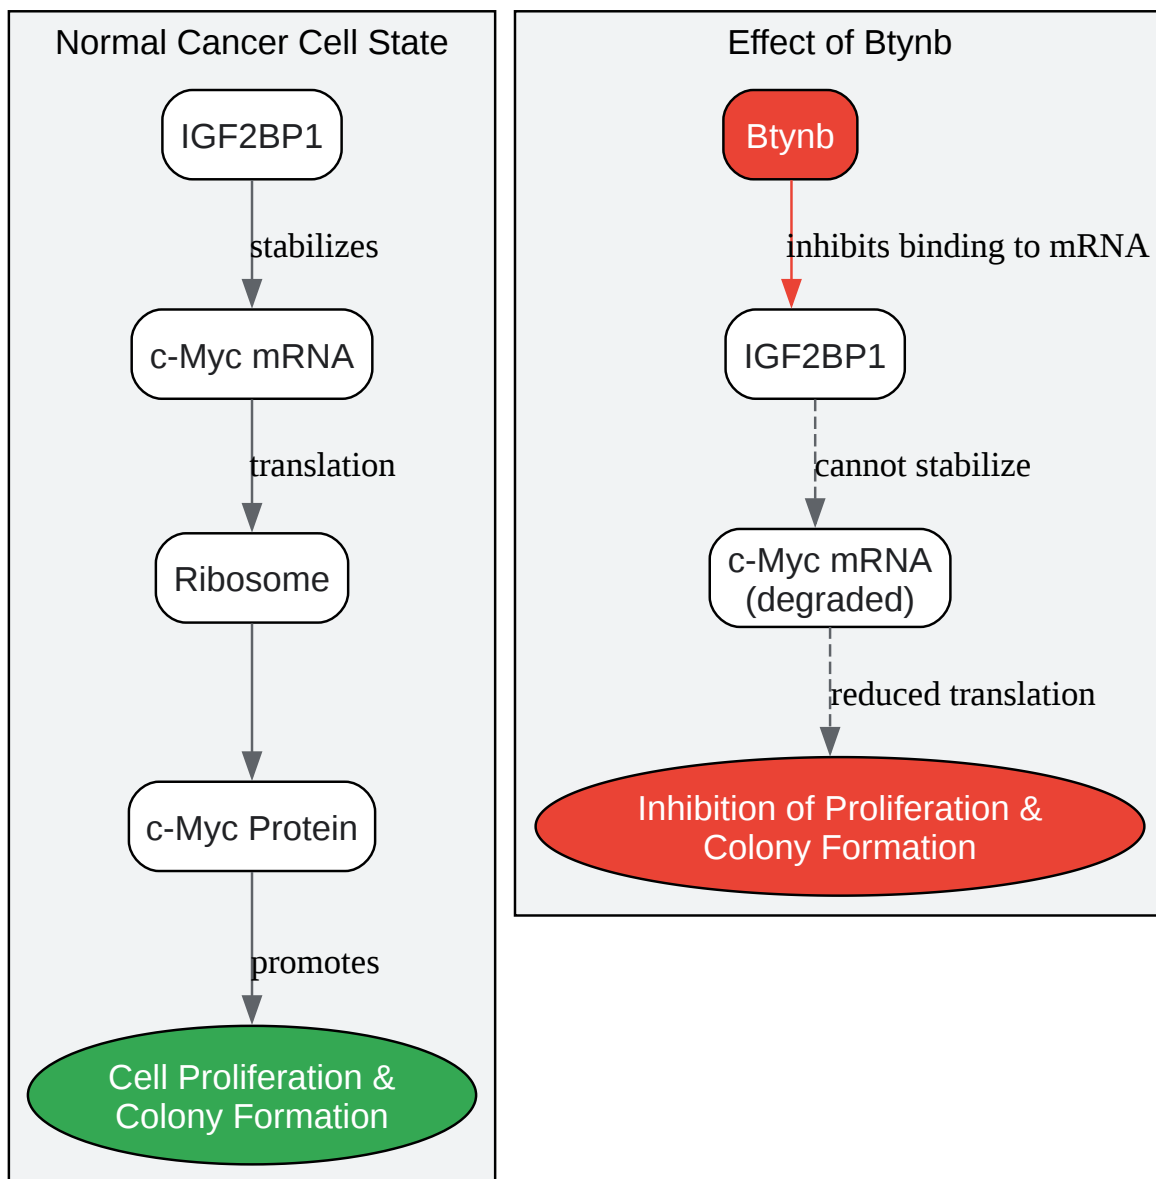 Normal Cancer Cell State
IGF2BP1
stabilizes
c-Myc mRNA
translation
Ribosome
c-Myc Protein
promotes
Cell Proliferation &
Colony Formation
Effect of Btynb
Btynb
inhibits binding to mRNA
IGF2BP1
cannot stabilize
c-Myc mRNA
(degraded)
reduced translation
Inhibition of Proliferation &
Colony Formation